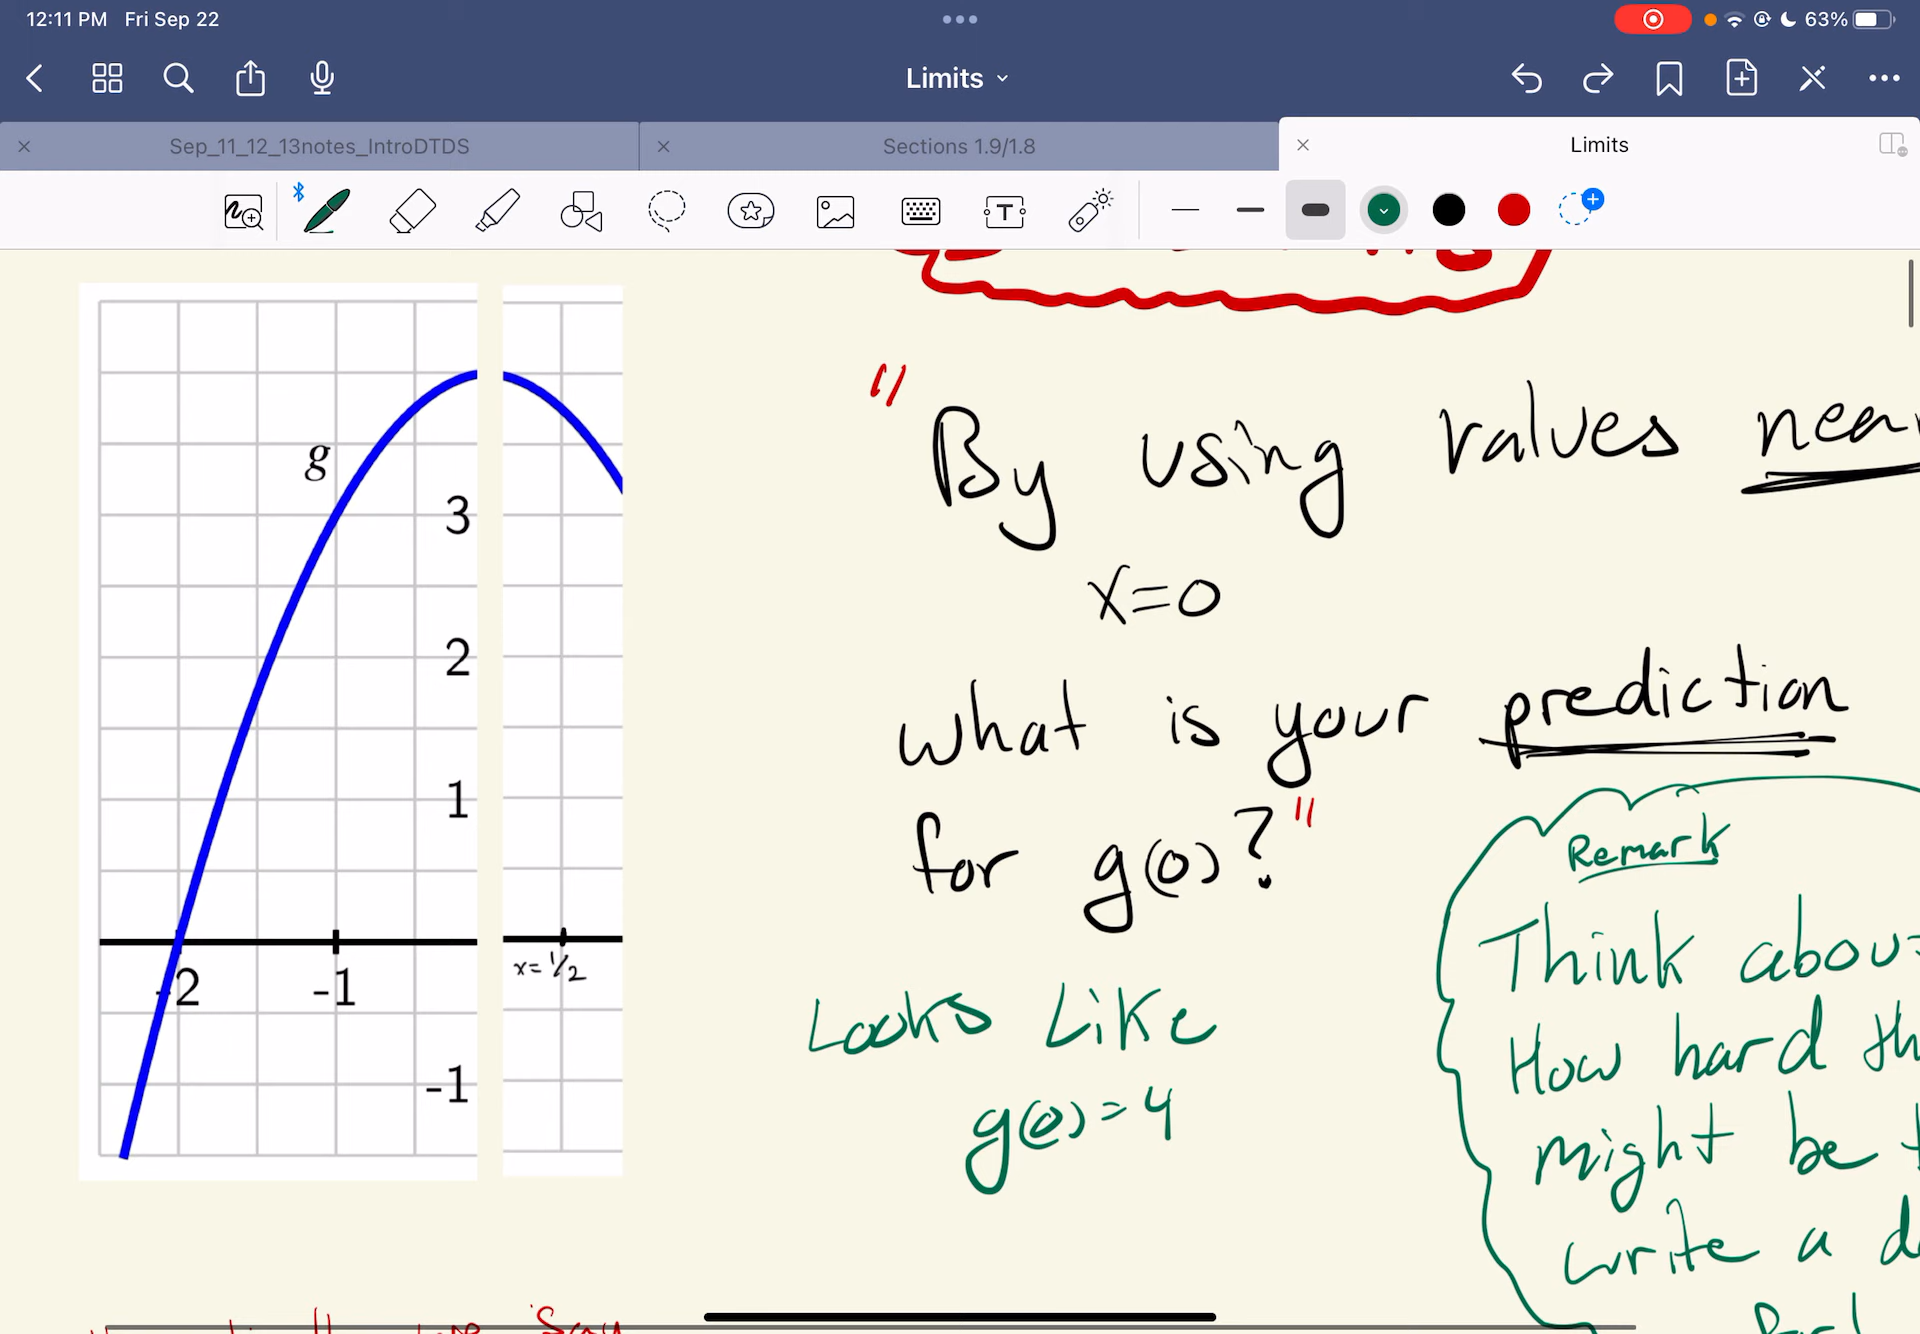 12:11 PM Fri Sep 22
63%
Limits
Sep_11_12_13notes_IntroDTDS
Sections 1.9/1.8
Limits
T
g
3
2
1
-2
-1
x=1/2
-1
"By using values near
x=0
what is your prediction
for g(0)?"
Looks Like
g(0)=4
Remark
Think about
How hard th
might be t
write a d
Say